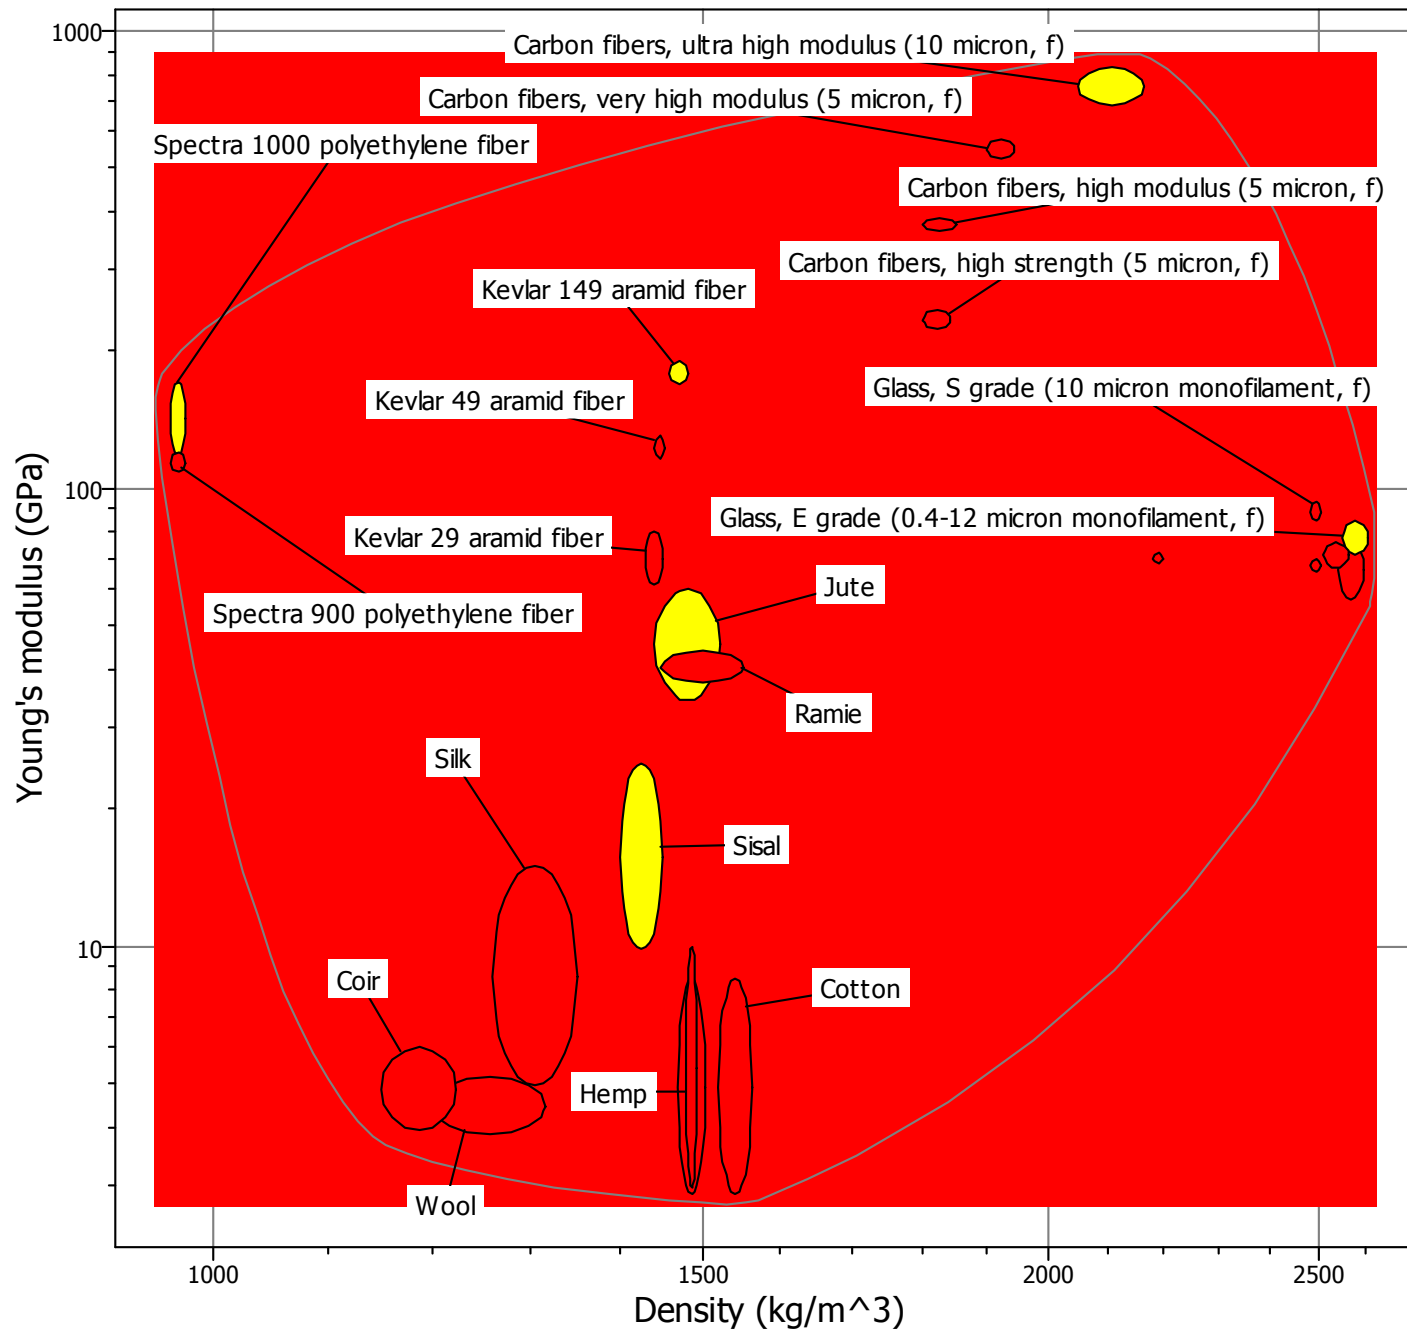 1000
Carbon fibers, ultra high modulus (10 micron, f)
Carbon fibers, very high modulus (5 micron, f)
Spectra 1000 polyethylene fiber
Carbon fibers, high modulus (5 micron, f)
Carbon fibers, high strength (5 micron, f)
Kevlar 149 aramid fiber
Glass, S grade (10 micron monofilament, f)
Kevlar 49 aramid fiber
100
Glass, E grade (0.4-12 micron monofilament, f)
Kevlar 29 aramid fiber
Jute
Spectra 900 polyethylene fiber
Young's modulus (GPa)
Ramie
Silk
Sisal
10
Coir
Cotton
Hemp
Wool
1000
1500
2000
2500
Density (kg/m^3)